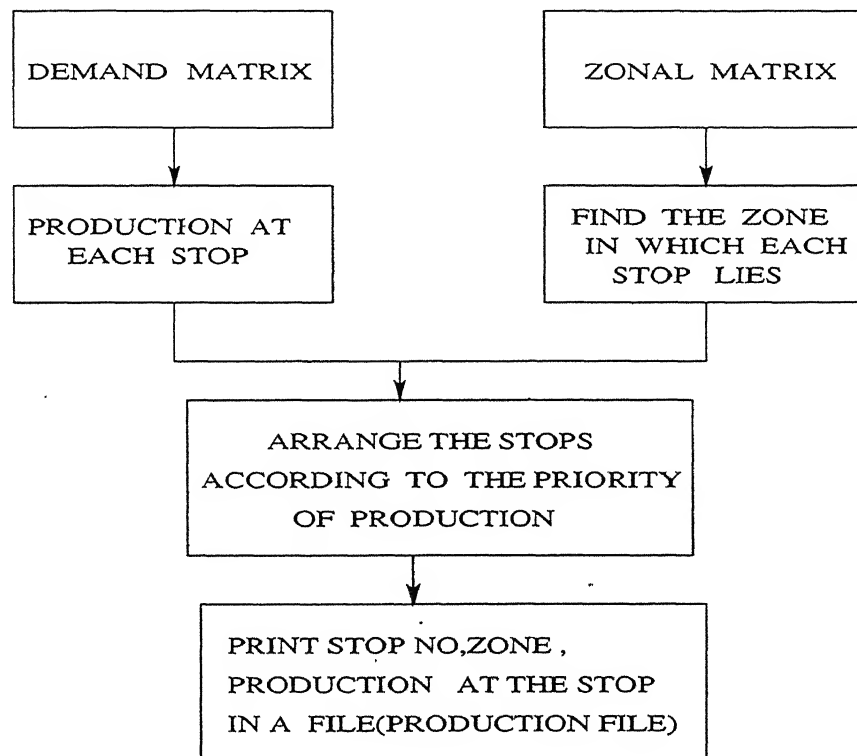 DEMAND MATRIX
ZONAL MATRIX
PRODUCTION AT
EACH STOP
FIND THE ZONE
IN WHICH EACH
STOP LIES
ARRANGE THE STOPS
ACCORDING TO THE PRIORITY
OF PRODUCTION
PRINT STOP NO,ZONE ,
PRODUCTION AT THE STOP
IN A FILE(PRODUCTION FILE)